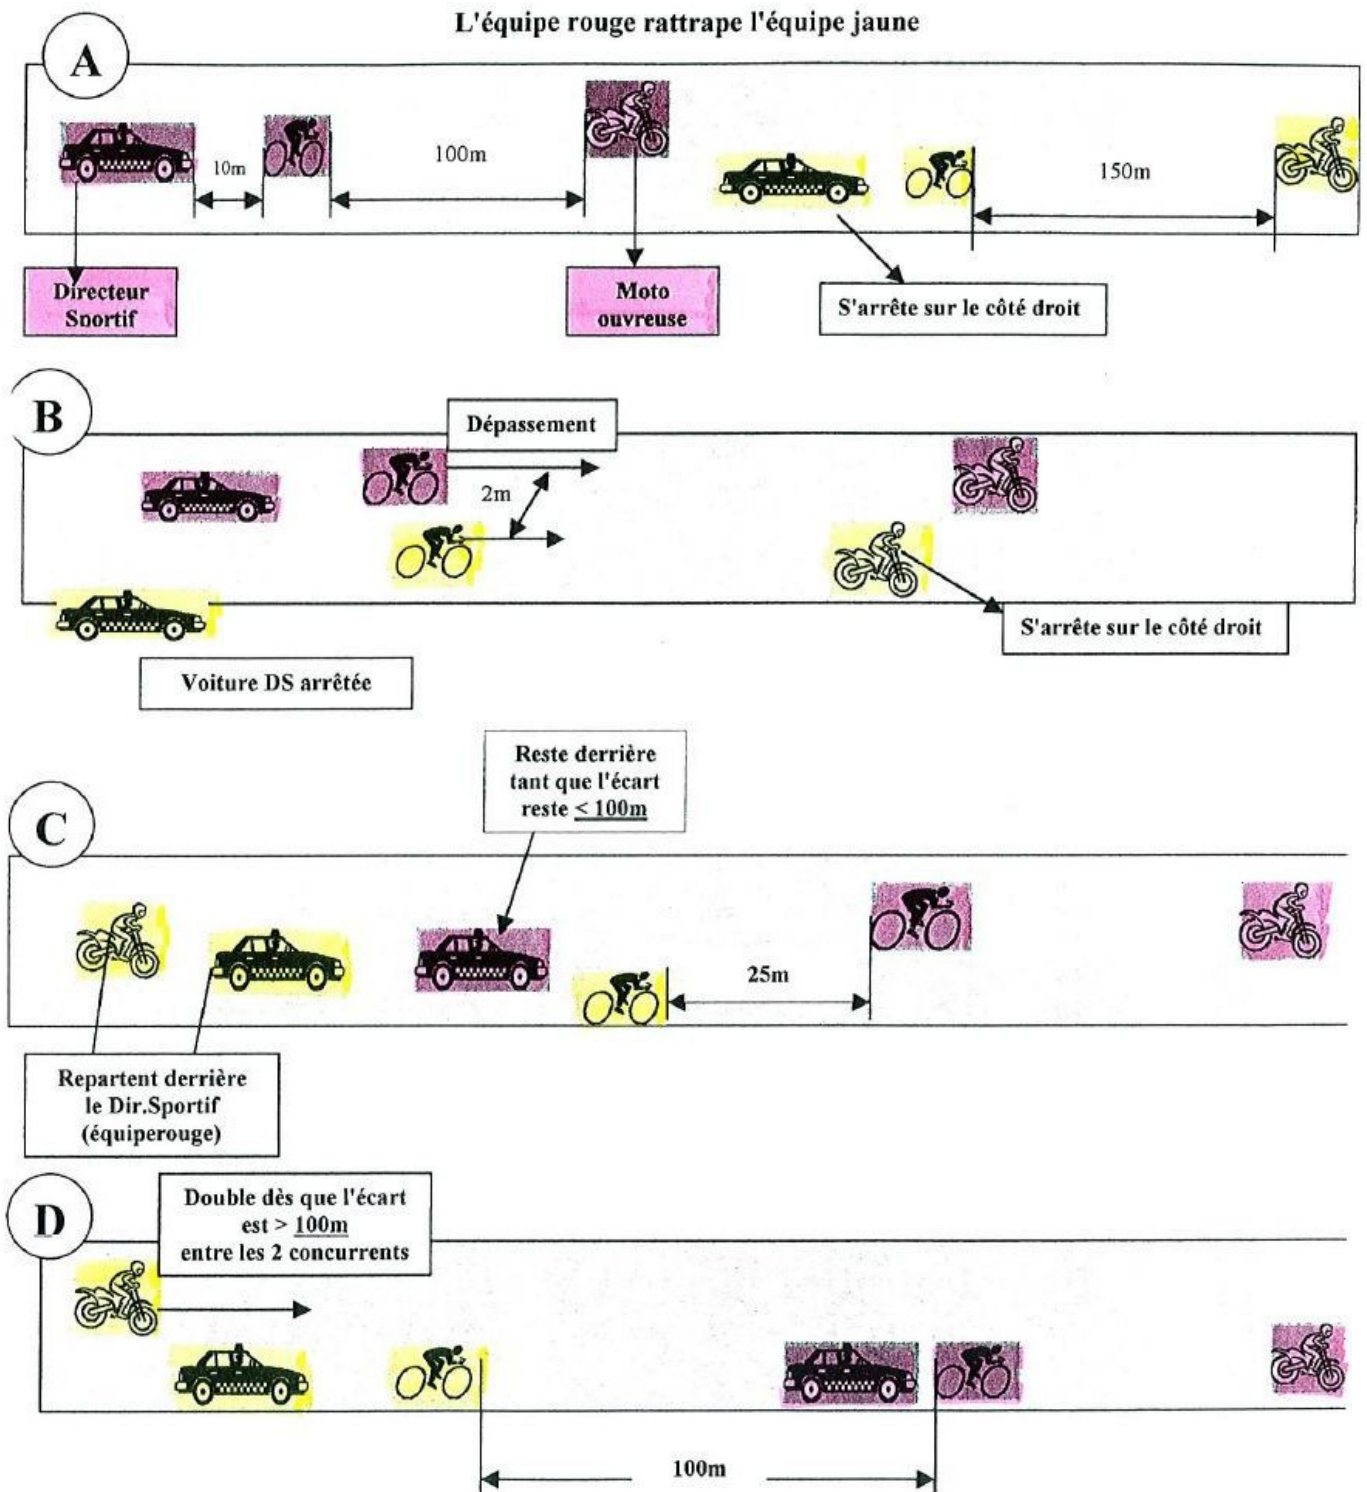 L'équipe rouge rattrape l'équipe jaune
A
10m
100m
150m
Directeur
Sportif
Moto
ouvreuse
S'arrête sur le côté droit
B
Dépassement
2m
S'arrête sur le côté droit
Voiture DS arrêtée
Reste derrière
tant que l'écart
reste < 100m
C
25m
Repartent derrière
le Dir.Sportif
(équiperouge)
D
Double dès que l'écart
est > 100m
entre les 2 concurrents
100m